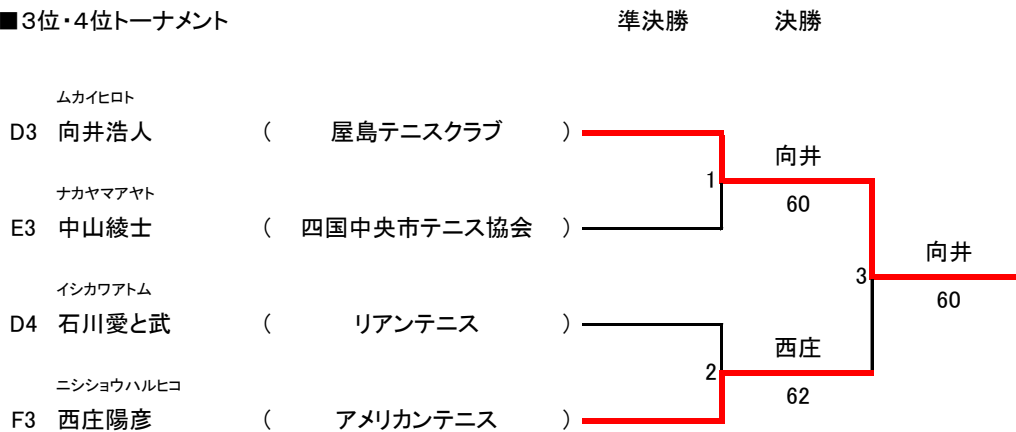 ■3位・4位トーナメント 準決勝 決勝
ムカイヒロト
D3 向井浩人 ( 屋島テニスクラブ )
向井
1
60
ナカヤマアヤト
E3 中山綾士 ( 四国中央市テニス協会 )
向井
3
60
イシカワアトム
D4 石川愛と武 ( リアンテニス )
西庄
2
62
ニシショウハルヒコ
F3 西庄陽彦 ( アメリカンテニス )